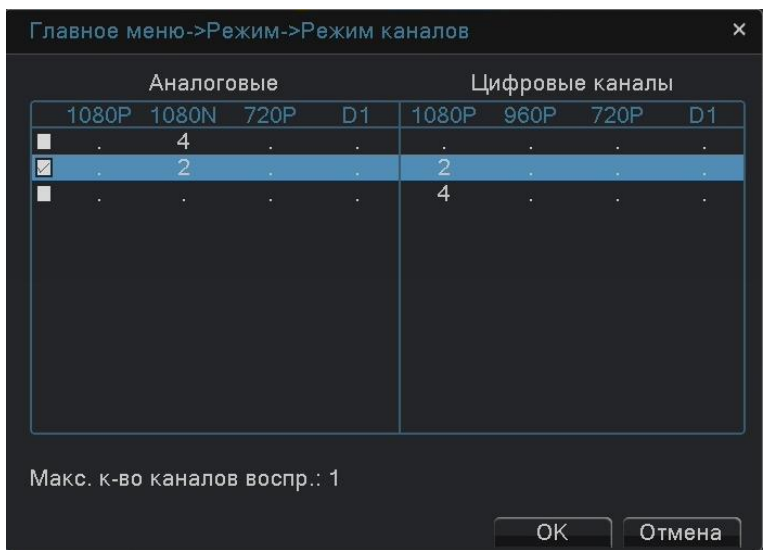 Главное меню->Режим->Режим каналов ×
Аналоговые Цифровые каналы
1080P 1080N 720P D1 1080P 960P 720P D1
. 4 . . . . . .
. 2 . . 2 . . .
. . . . 4 . . .
Макс. к-во каналов воспр.: 1
OK Отмена